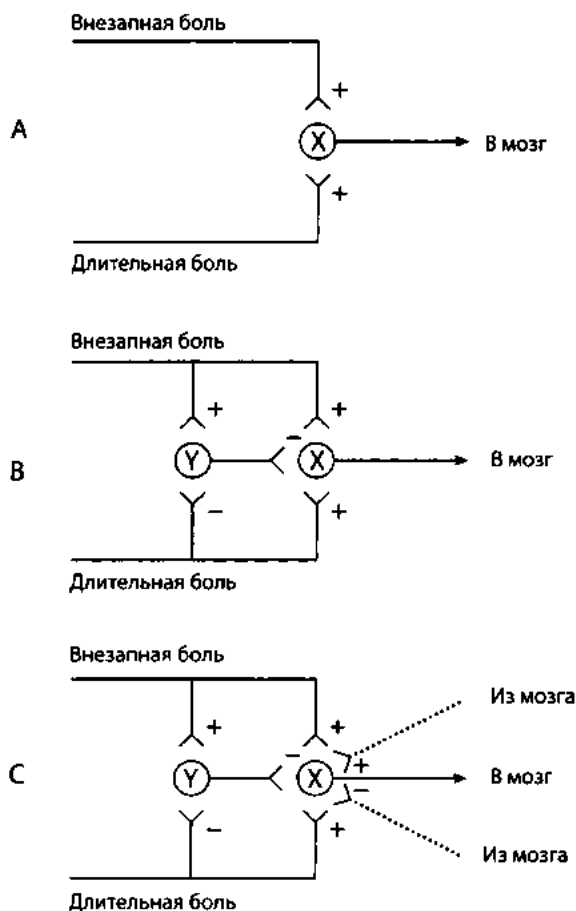 Внезапная боль
+
A
X
В мозг
+
Длительная боль
Внезапная боль
+
+
−
B
Y
X
В мозг
−
+
Длительная боль
Внезапная боль
Из мозга
+
+
−
+
C
Y
X
В мозг
−
−
+
Из мозга
Длительная боль